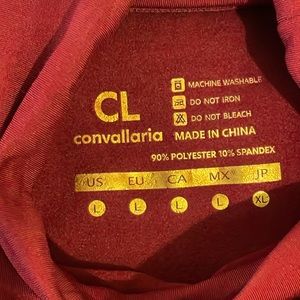 CL
convallaria
MACHINE WASHABLE
DO NOT IRON
DO NOT BLEACH
MADE IN CHINA
90% POLYESTER 10% SPANDEX
US EU CA MX JP
L L L L XL